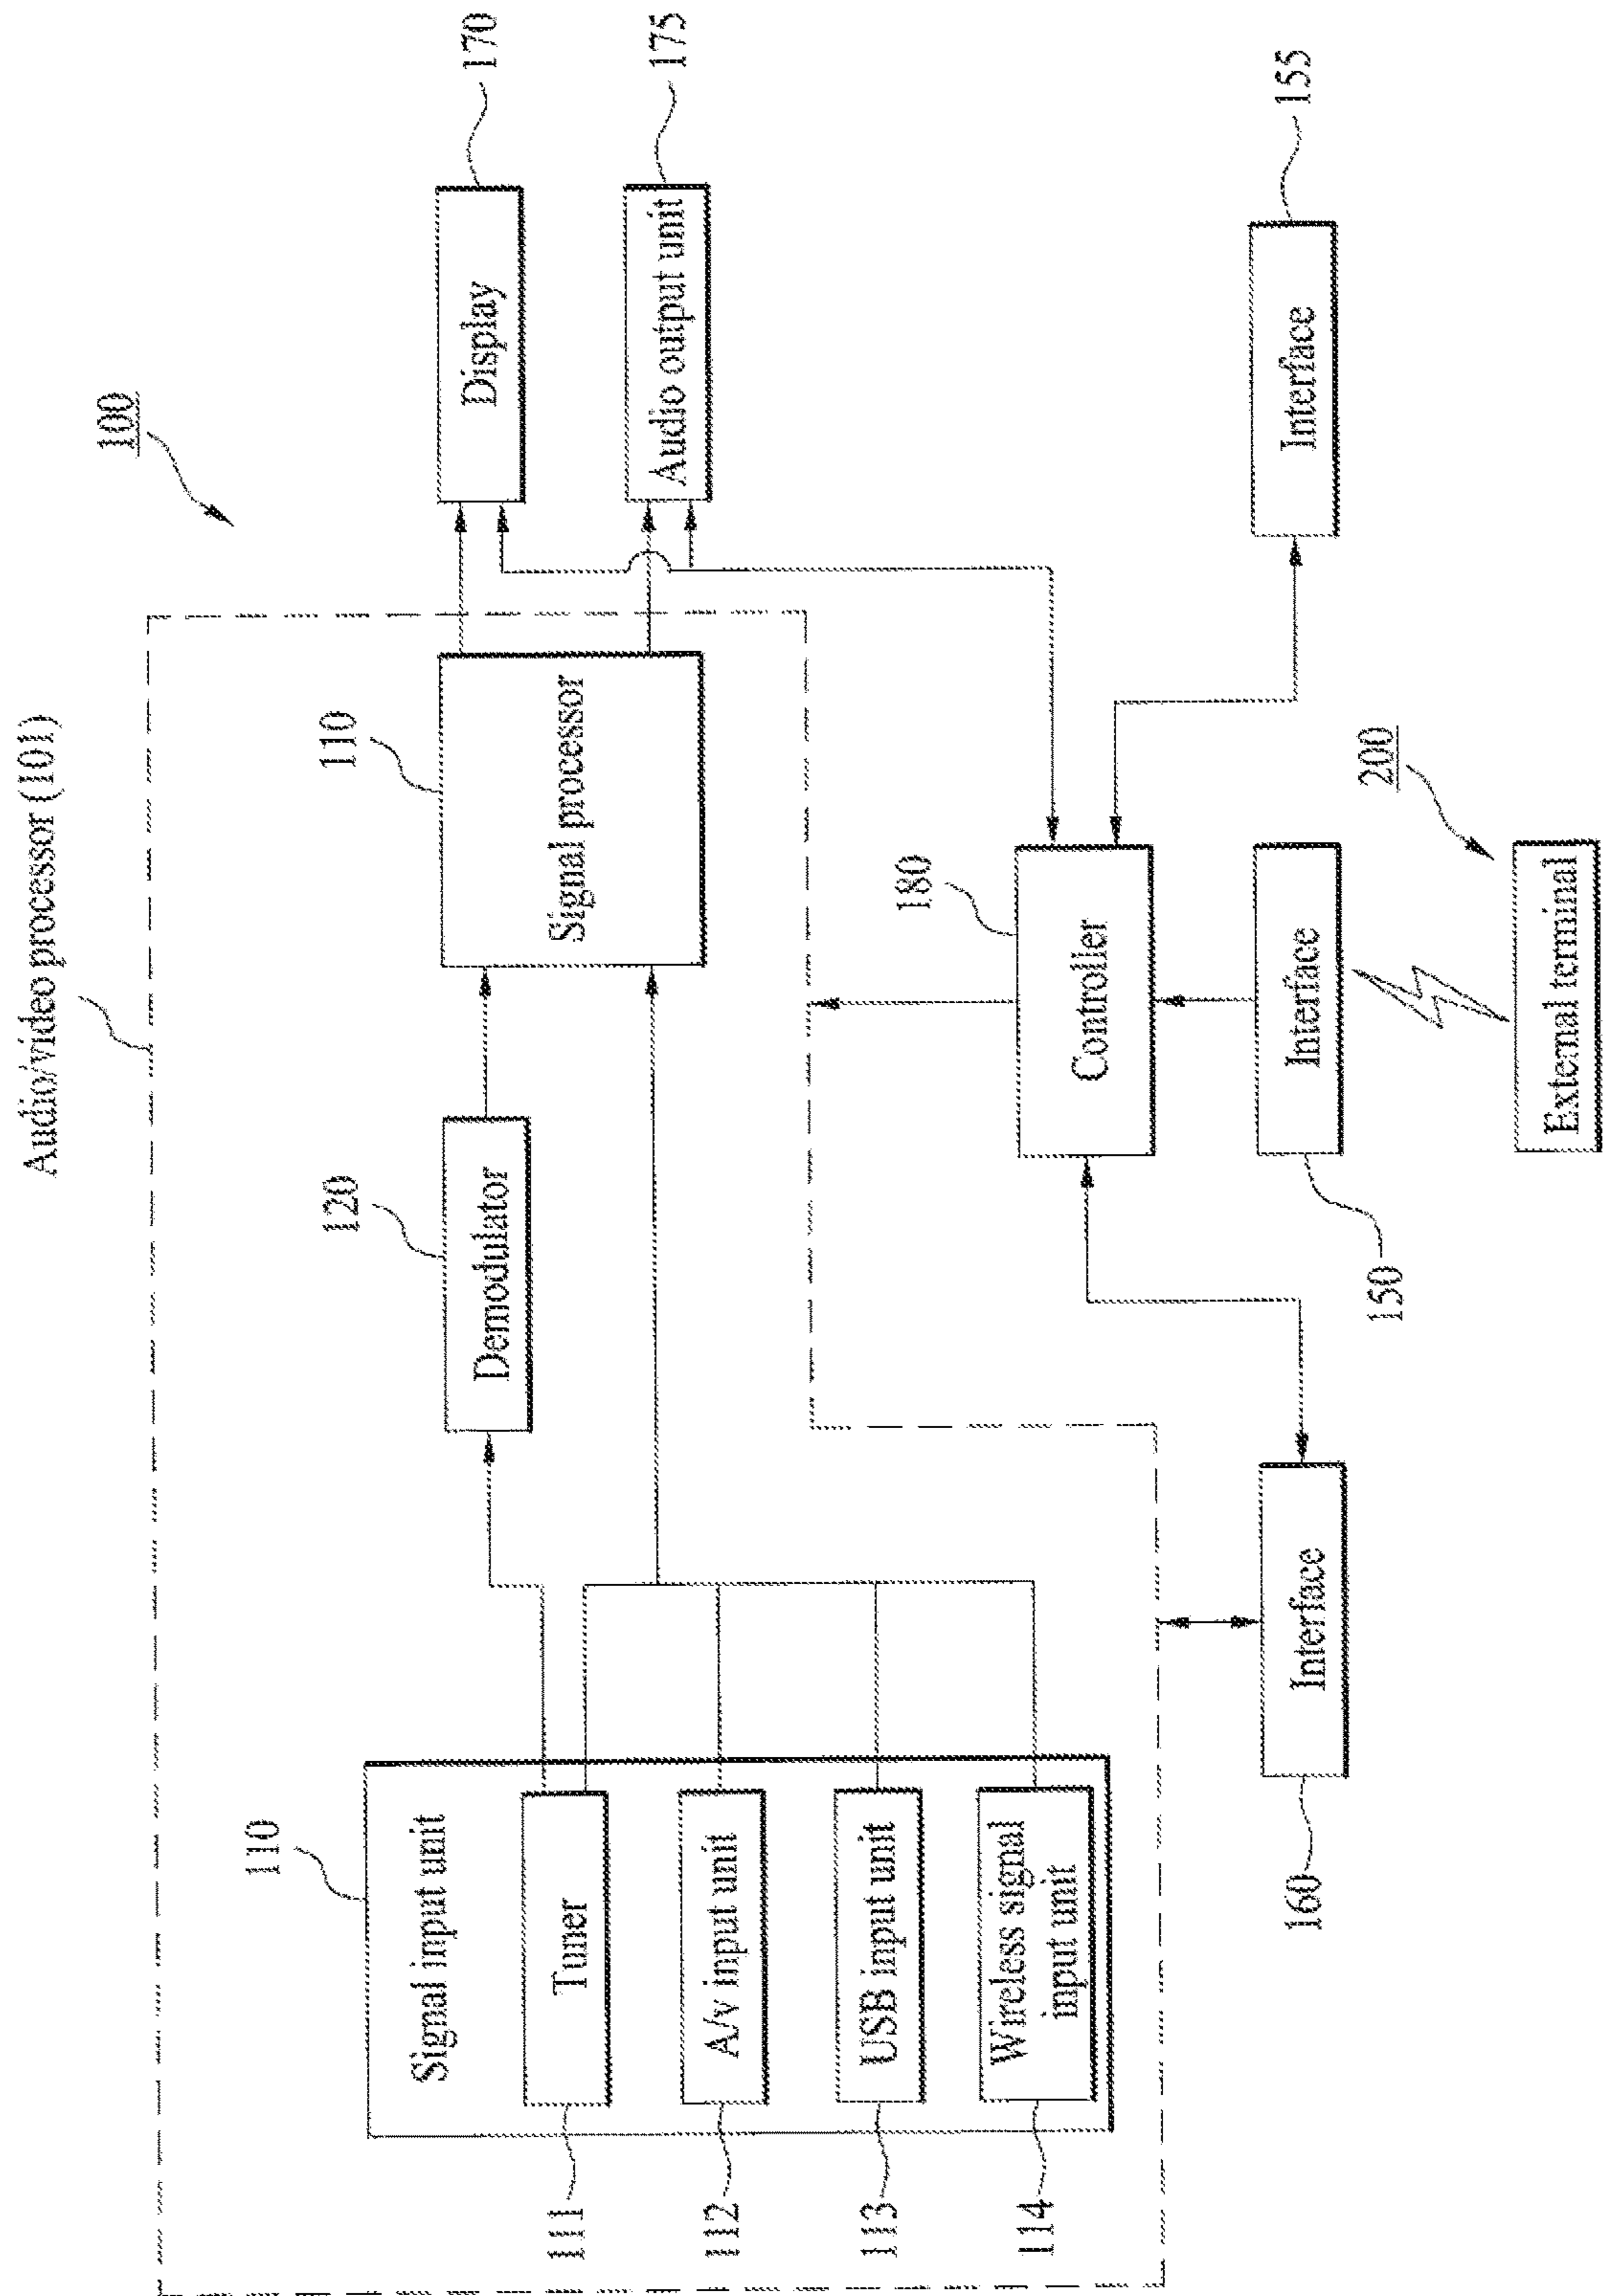 Audio/video processor (101)
100
110
Signal input unit
111
Tuner
112
A/v input unit
113
USB input unit
114
Wireless signal
input unit
120
Demodulator
110
Signal processor
170
Display
175
Audio output unit
180
Controller
155
Interface
150
Interface
160
Interface
200
External terminal